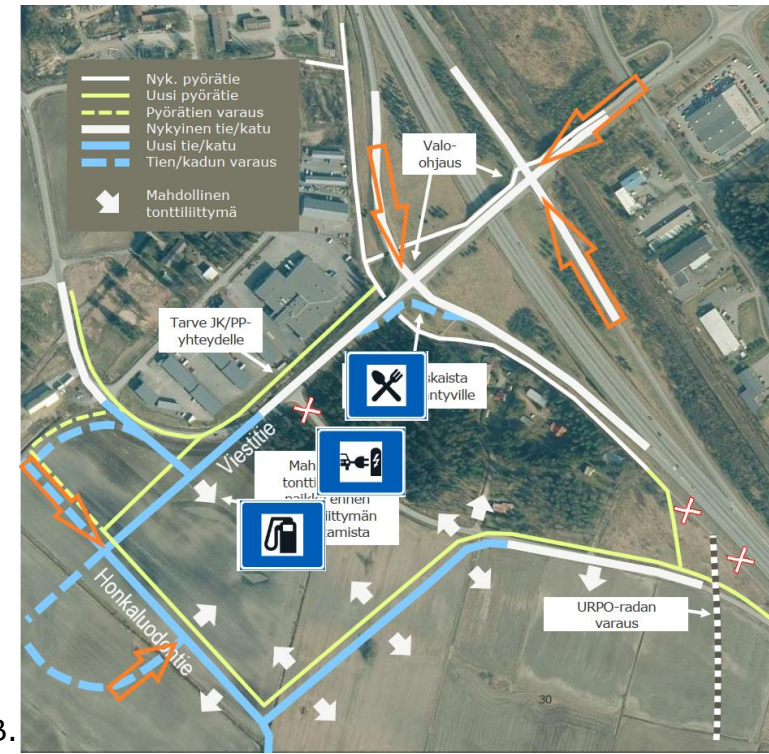 Nyk. pyörätie
Uusi pyörätie
Pyörätien varaus
Nykyinen tie/katu
Uusi tie/katu
Tien/kadun varaus
Mahdollinen
tonttiliittymä
Valo-
ohjaus
Tarve JK/PP-
yhteydelle
Viestitie
Honkaluodontie
URPO-radan
varaus
30
3.